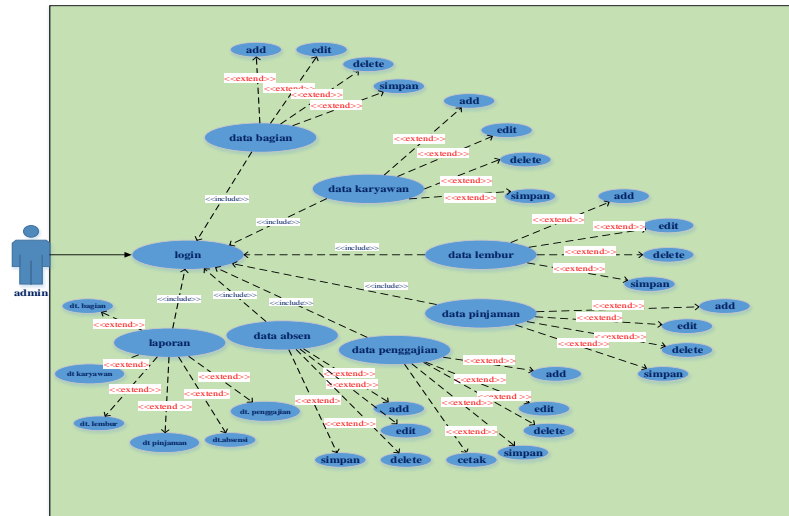 add
edit
delete
simpan
<<extend>>
<<extend>>
<<extend>>
<<extend>>
data bagian
add
edit
delete
simpan
<<extend>>
<<extend>>
<<extend>>
<<extend>>
data karyawan
<<include>>
<<include>>
add
edit
delete
simpan
<<extend>>
<<extend>>
<<extend>>
<<extend>>
data lembur
<<include>>
login
admin
<<include>>
<<include>>
<<include>>
<<include>>
data pinjaman
<<extend>>
<<extend>>
<<extend>>
<<extend>>
add
edit
delete
simpan
dt. bagian
<<extend>>
laporan
data absen
data penggajian
<<extend>>
<<extend>>
<<extend>>
<<extend>>
<<extend>>
dt karyawan
dt. lembur
dt pinjaman
dt.absensi
dt. penggajian
<<extend>>
<<extend>>
<<extend>>
<<extend>>
add
edit
delete
simpan
<<extend>>
<<extend>>
<<extend>>
<<extend>>
<<extend>>
add
edit
delete
simpan
cetak